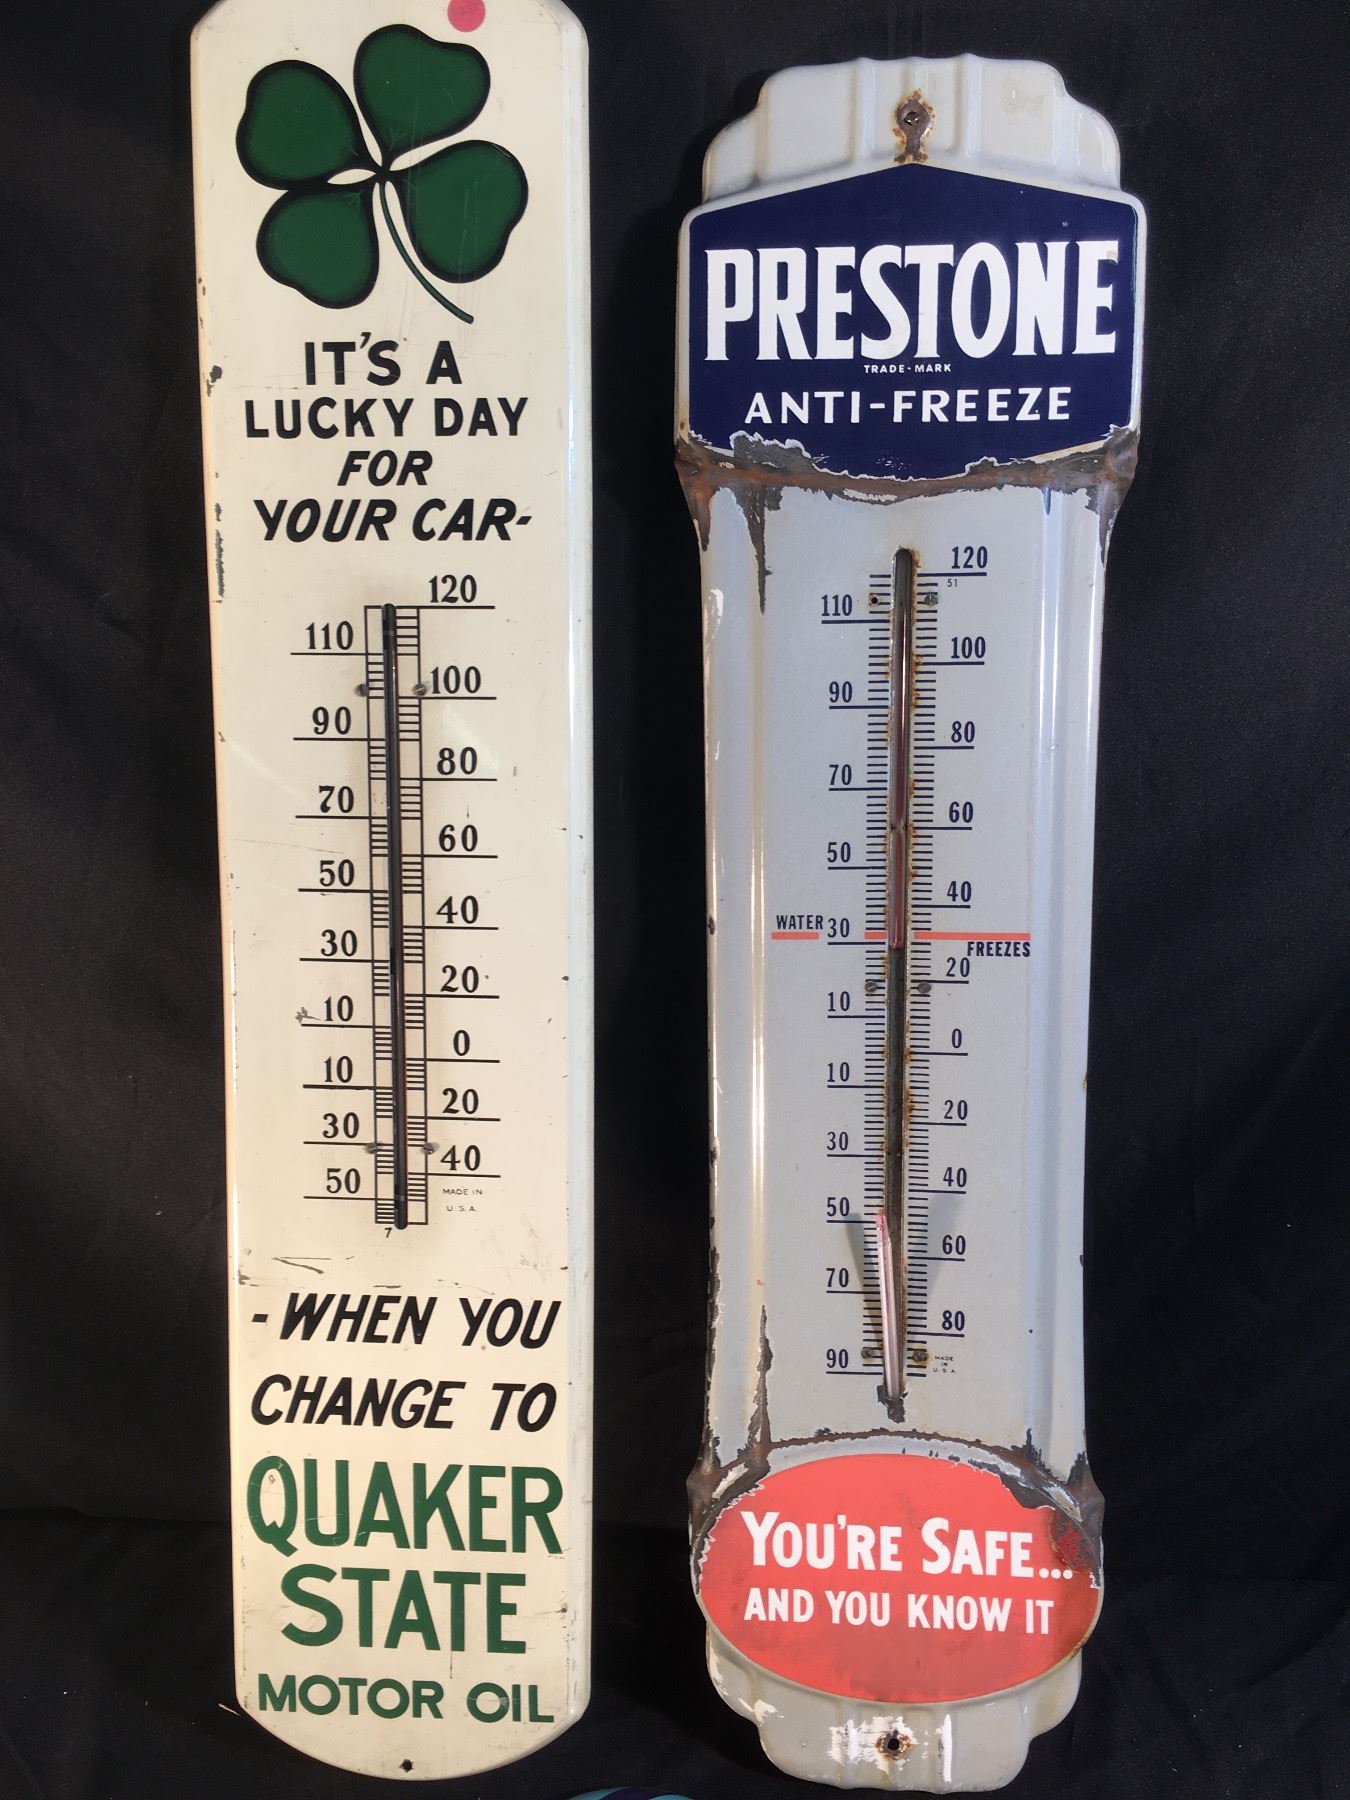 IT'S A
LUCKY DAY
FOR
YOUR CAR-
120
110
100
90
80
70
60
50
40
30
20
10
0
10
20
30
40
50
MADE IN
U.S.A.
7
- WHEN YOU
CHANGE TO
QUAKER
STATE
MOTOR OIL
PRESTONE
TRADE-MARK
ANTI-FREEZE
120
51
110
100
90
80
70
60
50
40
WATER 30
FREEZES
20
10
0
10
20
30
40
50
60
70
80
90
MADE
IN
U.S.A.
YOU'RE SAFE...
AND YOU KNOW IT